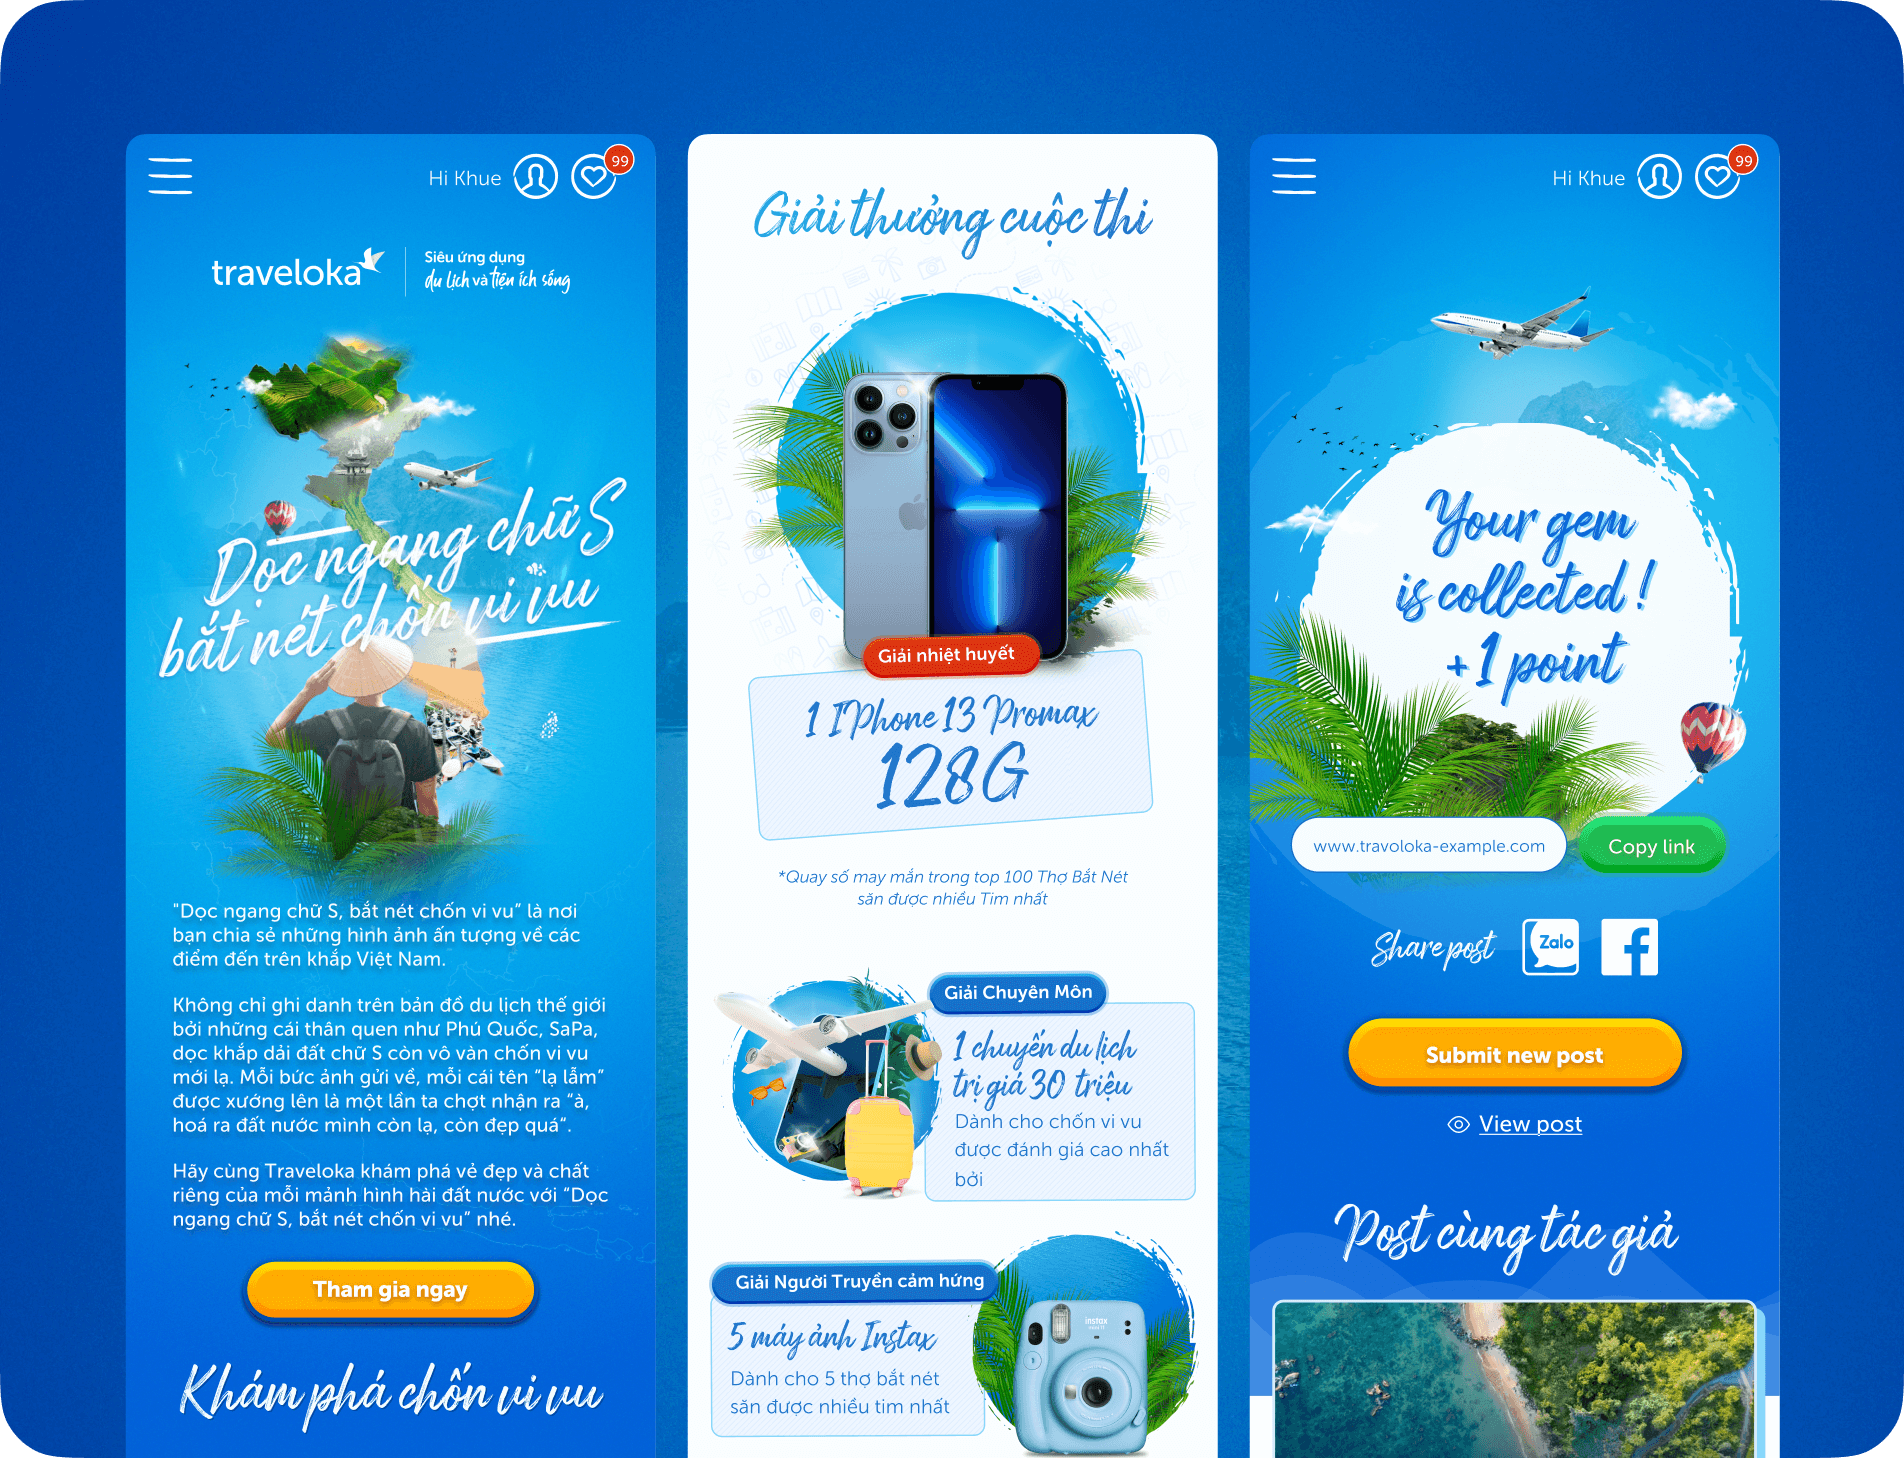 Hi Khue
99
traveloka
Siêu ứng dụng
du lịch và tiện ích sống
Dọc ngang chữ S
bắt nét chốn vi vu
"Dọc ngang chữ S, bắt nét chốn vi vu” là nơi
bạn chia sẻ những hình ảnh ấn tượng về các
điểm đến trên khắp Việt Nam.
Không chỉ ghi danh trên bản đồ du lịch thế giới
bởi những cái thân quen như Phú Quốc, SaPa,
dọc khắp dải đất chữ S còn vô vàn chốn vi vu
mới lạ. Mỗi bức ảnh gửi về, mỗi cái tên “lạ lẫm”
được xướng lên là một lần ta chợt nhận ra “à,
hoá ra đất nước mình còn lạ, còn đẹp quá“.
Hãy cùng Traveloka khám phá vẻ đẹp và chất
riêng của mỗi mảnh hình hài đất nước với “Dọc
ngang chữ S, bắt nét chốn vi vu” nhé.
Tham gia ngay
Khám phá chốn vi vu
Giải thưởng cuộc thi
Giải nhiệt huyết
1 IPhone 13 Promax
128G
*Quay số may mắn trong top 100 Thợ Bắt Nét
săn được nhiều Tim nhất
Giải Chuyên Môn
1 chuyến du lịch
trị giá 30 triệu
Dành cho chốn vi vu
được đánh giá cao nhất
bởi
Giải Người Truyền cảm hứng
5 máy ảnh Instax
Dành cho 5 thợ bắt nét
săn được nhiều tim nhất
instax
mini 11
Hi Khue
99
Your gem
is collected !
+ 1 point
www.travoloka-example.com
Copy link
Share post
Zalo
Submit new post
View post
Post cùng tác giả